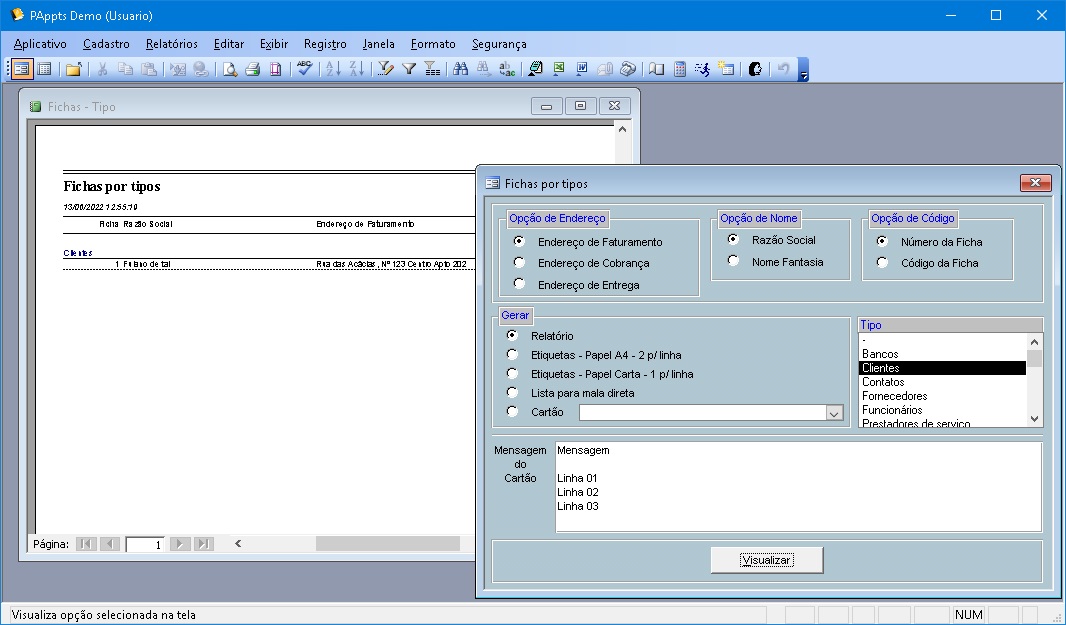 PAppts Demo (Usuario)
Aplicativo Cadastro Relatórios Editar Exibir Registro Janela Formato Segurança
Fichas - Tipo
Fichas por tipos
13/06/2022 12:55:19
Ficha Razão Social Endereço de Faturamento
Clientes
1 Fulano de tal Rua das Acácias, Nº 123 Centro Apto 202
Página: 1
Fichas por tipos
Opção de Endereço
Endereço de Faturamento
Endereço de Cobrança
Endereço de Entrega
Opção de Nome
Razão Social
Nome Fantasia
Opção de Código
Número da Ficha
Código da Ficha
Gerar
Relatório
Etiquetas - Papel A4 - 2 p/ linha
Etiquetas - Papel Carta - 1 p/ linha
Lista para mala direta
Cartão
Tipo
-
Bancos
Clientes
Contatos
Fornecedores
Funcionários
Prestadores de serviço
Mensagem
do
Cartão
Mensagem
Linha 01
Linha 02
Linha 03
Visualizar
Visualiza opção selecionada na tela
NUM